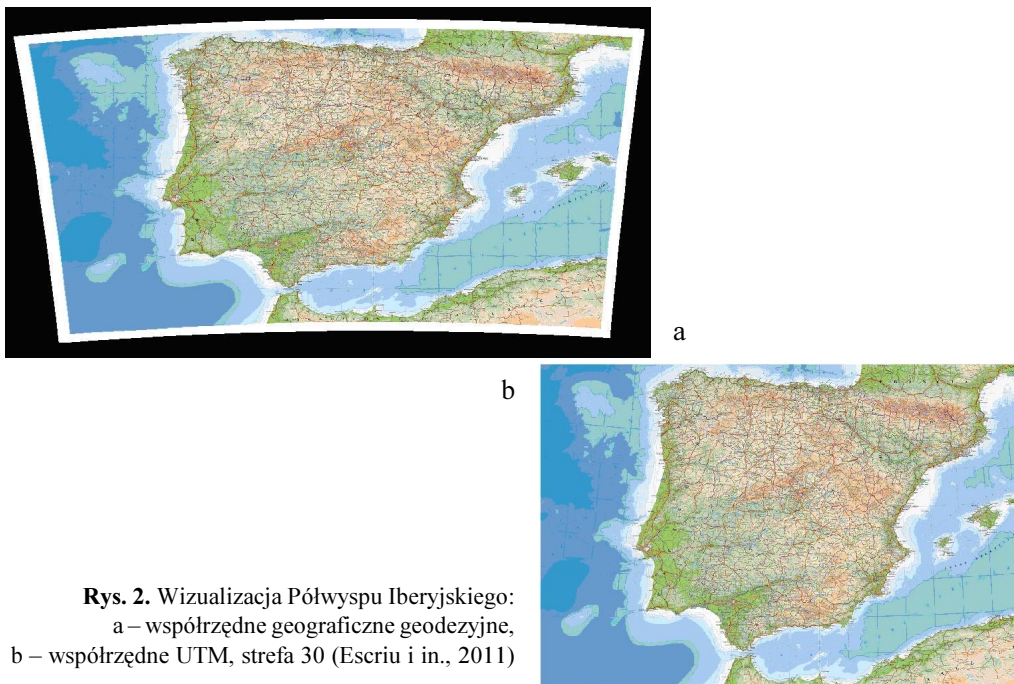 a
b
Rys. 2. Wizualizacja Półwyspu Iberyjskiego:
a – współrzędne geograficzne geodezyjne,
b – współrzędne UTM, strefa 30 (Escriu i in., 2011)